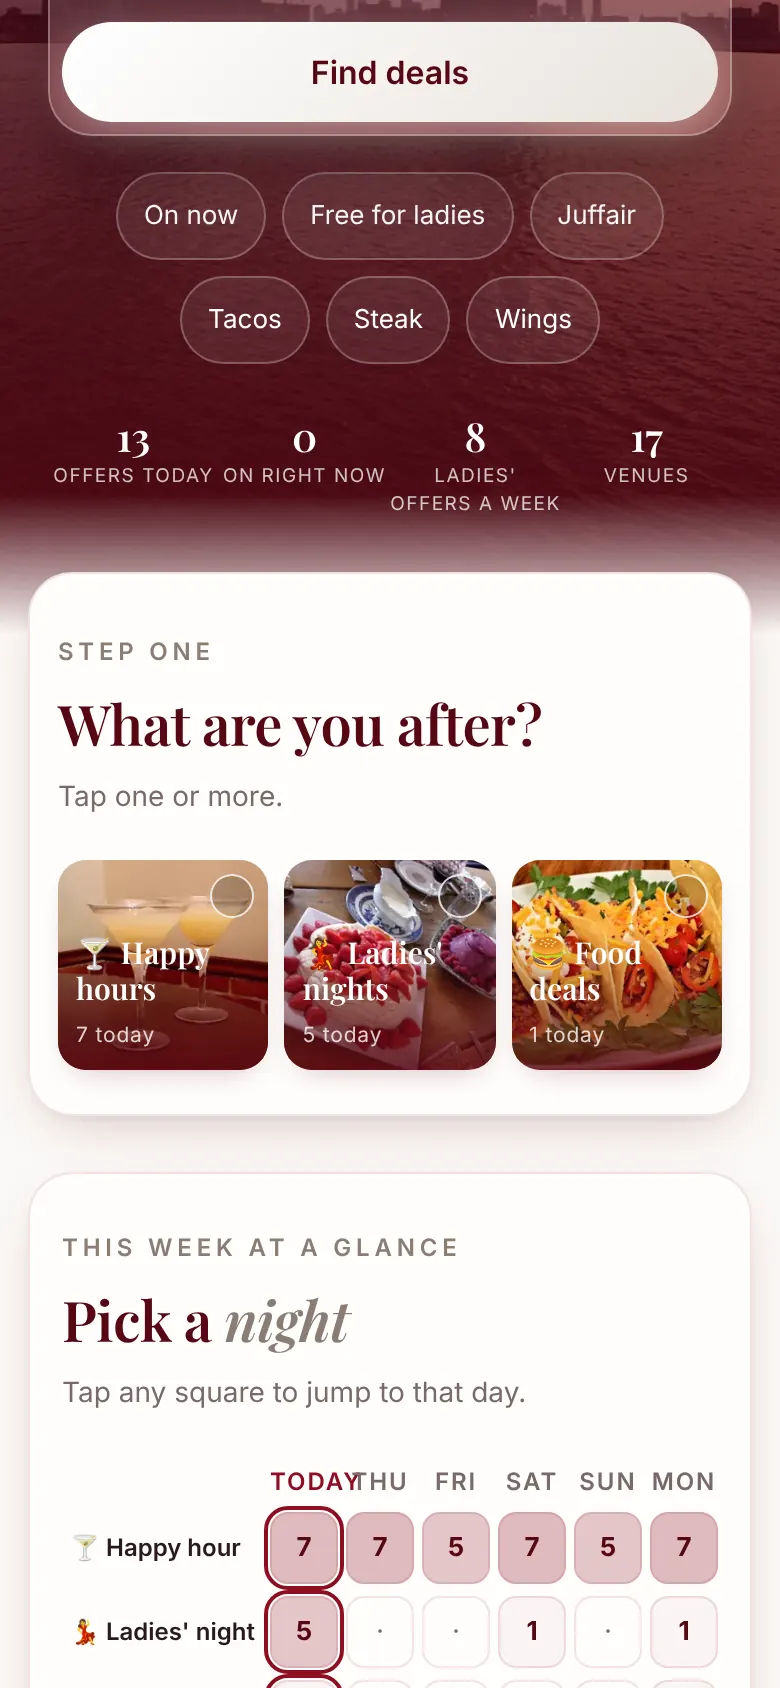 Find deals
On now
Free for ladies
Juffair
Tacos
Steak
Wings
13
OFFERS TODAY
0
ON RIGHT NOW
8
LADIES'
OFFERS A WEEK
17
VENUES
STEP ONE
What are you after?
Tap one or more.
🍸 Happy
hours
7 today
💃 Ladies'
nights
5 today
🍔 Food
deals
1 today
THIS WEEK AT A GLANCE
Pick a night
Tap any square to jump to that day.
TODAY THU FRI SAT SUN MON
🍸 Happy hour 7 7 5 7 5 7
💃 Ladies' night 5 · · 1 · 1